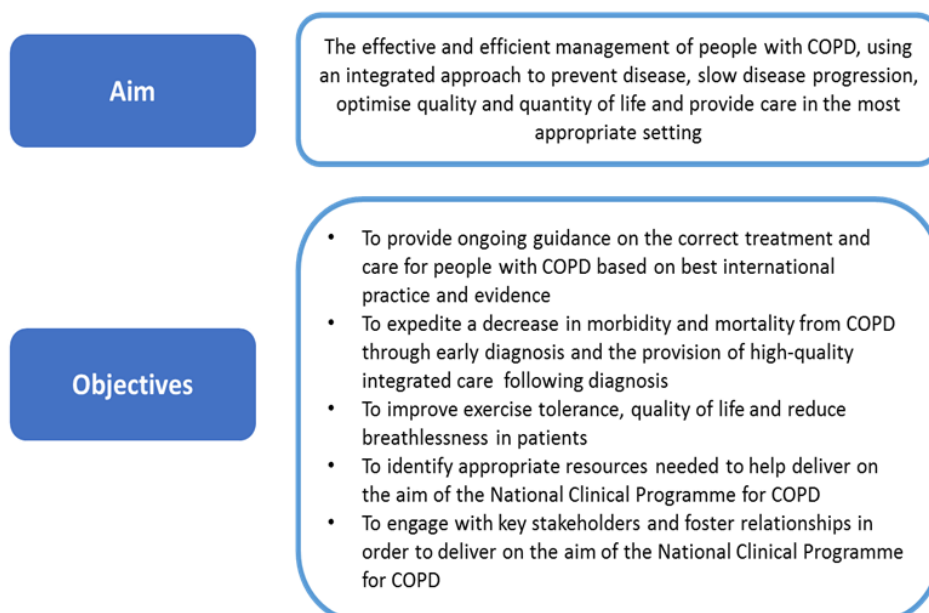 Aim
The effective and efficient management of people with COPD, using
an integrated approach to prevent disease, slow disease progression,
optimise quality and quantity of life and provide care in the most
appropriate setting
Objectives
• To provide ongoing guidance on the correct treatment and
care for people with COPD based on best international
practice and evidence
• To expedite a decrease in morbidity and mortality from COPD
through early diagnosis and the provision of high-quality
integrated care following diagnosis
• To improve exercise tolerance, quality of life and reduce
breathlessness in patients
• To identify appropriate resources needed to help deliver on
the aim of the National Clinical Programme for COPD
• To engage with key stakeholders and foster relationships in
order to deliver on the aim of the National Clinical Programme
for COPD